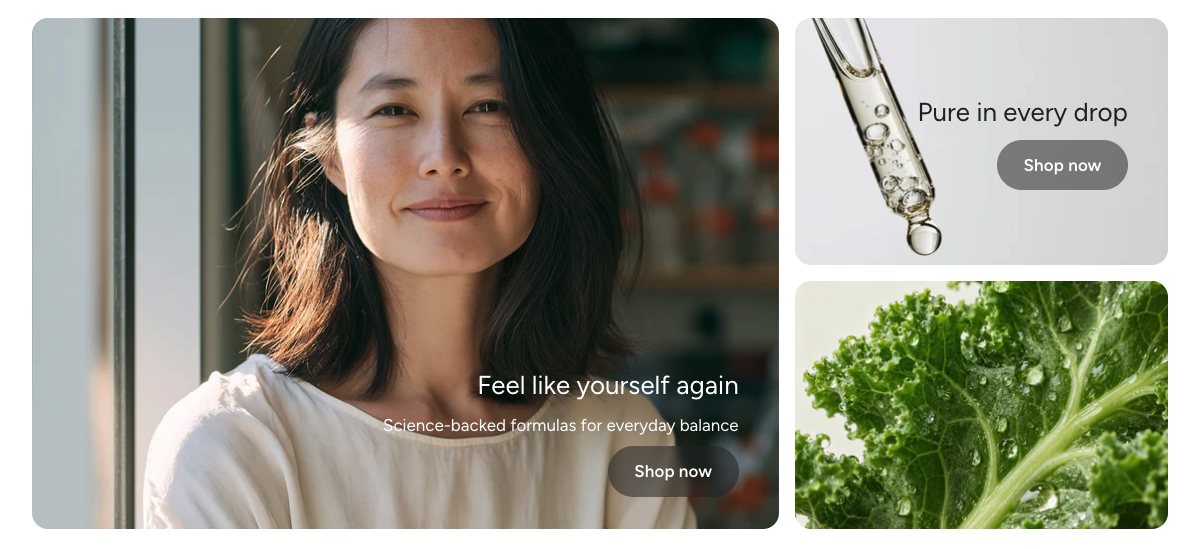 Feel like yourself again
Science-backed formulas for everyday balance
Shop now
Pure in every drop
Shop now